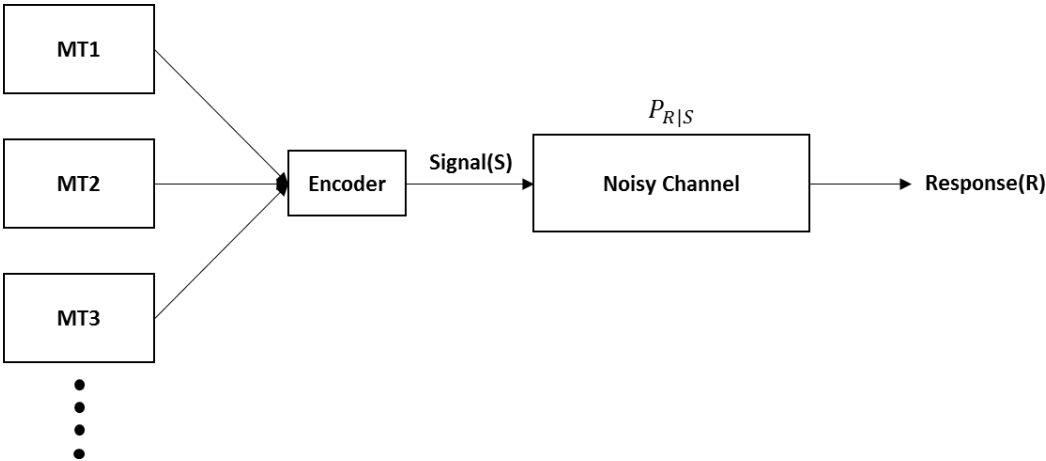 MT1
MT2
MT3
Encoder
Signal(S)
P_{R|S}
Noisy Channel
Response(R)